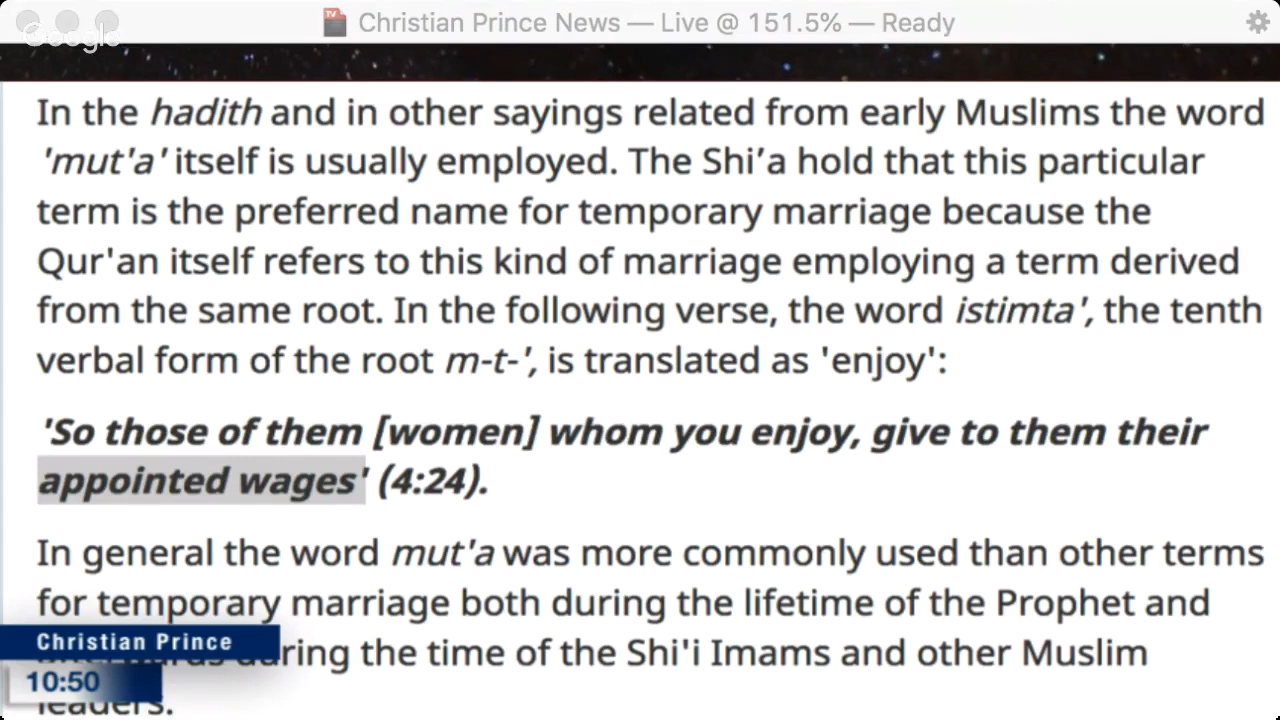 Christian Prince News — Live @ 151.5% — Ready
Google
In the hadith and in other sayings related from early Muslims the word
'mut'a' itself is usually employed. The Shi’a hold that this particular
term is the preferred name for temporary marriage because the
Qur'an itself refers to this kind of marriage employing a term derived
from the same root. In the following verse, the word istimta', the tenth
verbal form of the root m-t-', is translated as 'enjoy':
'So those of them [women] whom you enjoy, give to them their
appointed wages' (4:24).
In general the word mut'a was more commonly used than other terms
for temporary marriage both during the lifetime of the Prophet and
during the time of the Shi'i Imams and other Muslim
leaders.
Christian Prince
10:50